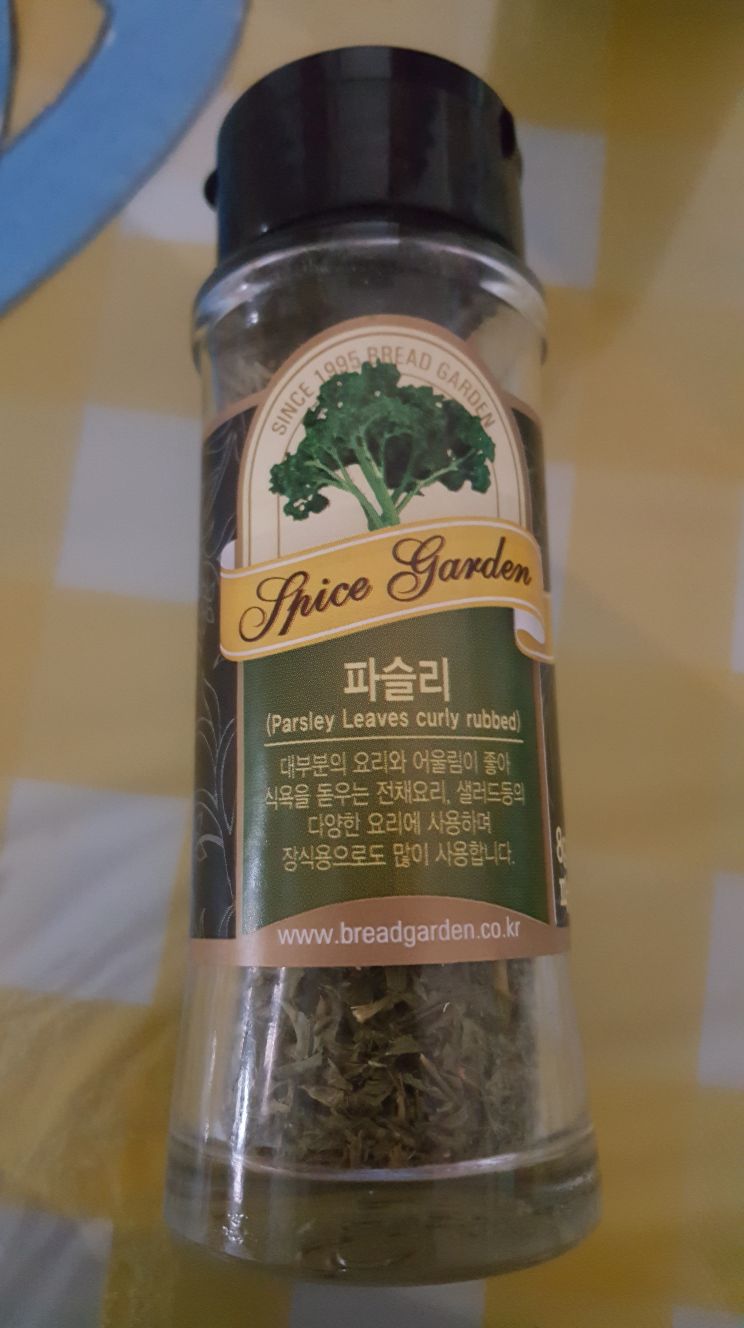 SINCE 1995 BREAD GARDEN
Spice Garden
파슬리
(Parsley Leaves curly rubbed)
대부분의 요리와 어울림이 좋아
식욕을 돋우는 전채요리, 샐러드등의
다양한 요리에 사용하며
장식용으로도 많이 사용합니다.
www.breadgarden.co.kr